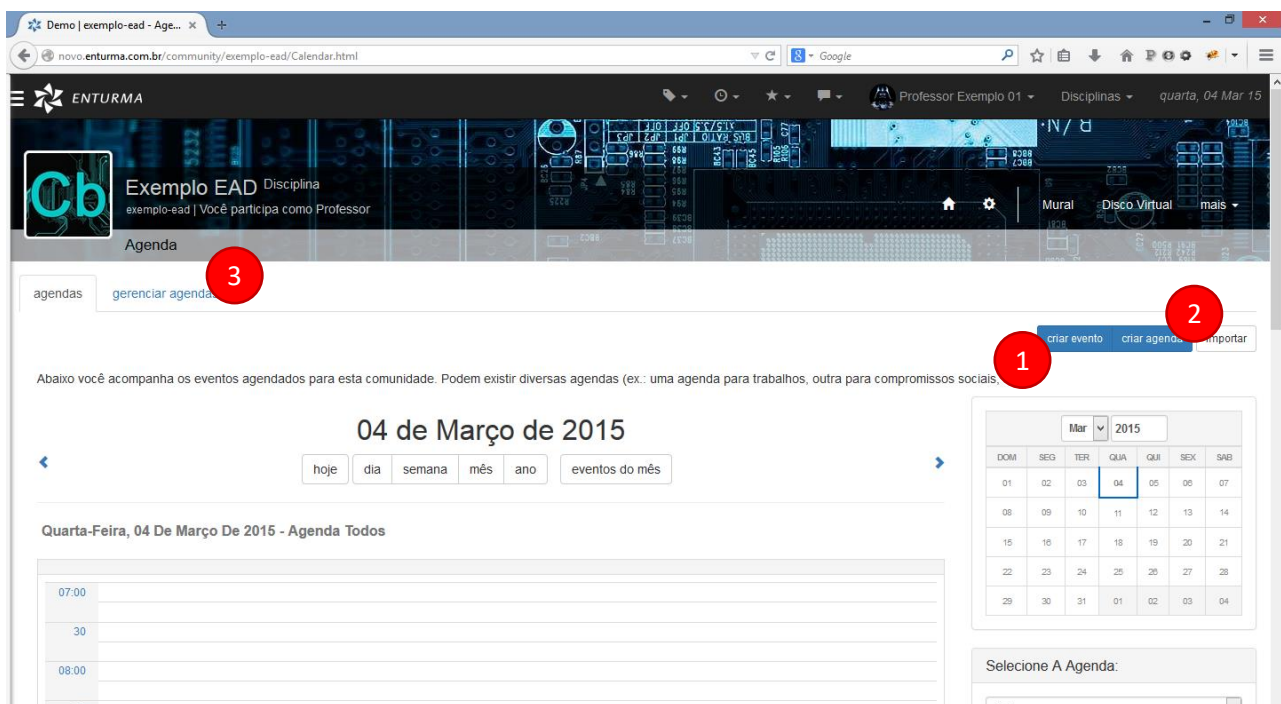 Demo | exemplo-ead - Age...
novo.enturma.com.br/community/exemplo-ead/Calendar.html
Google
ENTURMA
Professor Exemplo 01
Disciplinas
quarta, 04 Mar 15
Cb
Exemplo EAD Disciplina
exemplo-ead | Você participa como Professor
Mural
Disco Virtual
mais
Agenda
3
agendas
gerenciar agendas
2
1
criar evento
criar agenda
importar
Abaixo você acompanha os eventos agendados para esta comunidade. Podem existir diversas agendas (ex.: uma agenda para trabalhos, outra para compromissos sociais,
04 de Março de 2015
hoje dia semana mês ano eventos do mês
Quarta-Feira, 04 De Março De 2015 - Agenda Todos
07:00
30
08:00
Mar 2015
DOM SEG TER QUA QUI SEX SAB
01 02 03 04 05 06 07
08 09 10 11 12 13 14
15 16 17 18 19 20 21
22 23 24 25 26 27 28
29 30 31 01 02 03 04
Selecione A Agenda: